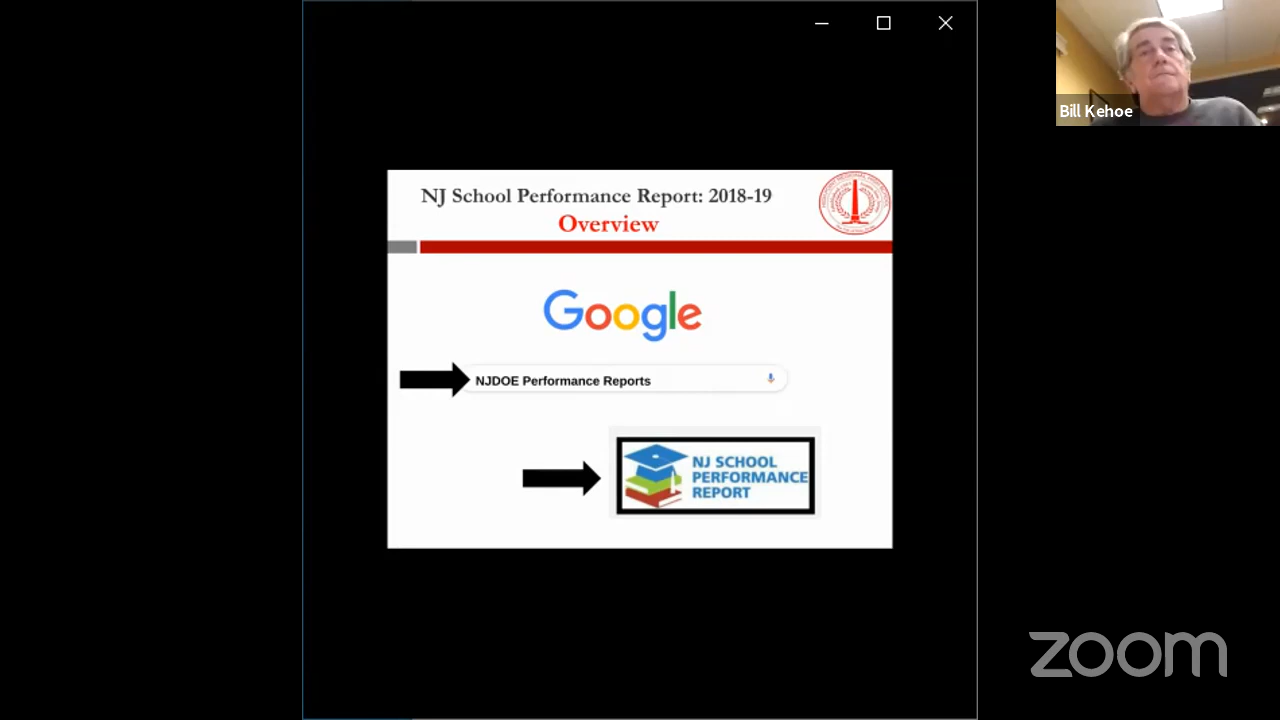 NJ School Performance Report: 2018-19
Overview
Google
NJDOE Performance Reports
NJ SCHOOL
PERFORMANCE
REPORT
Bill Kehoe
zoom